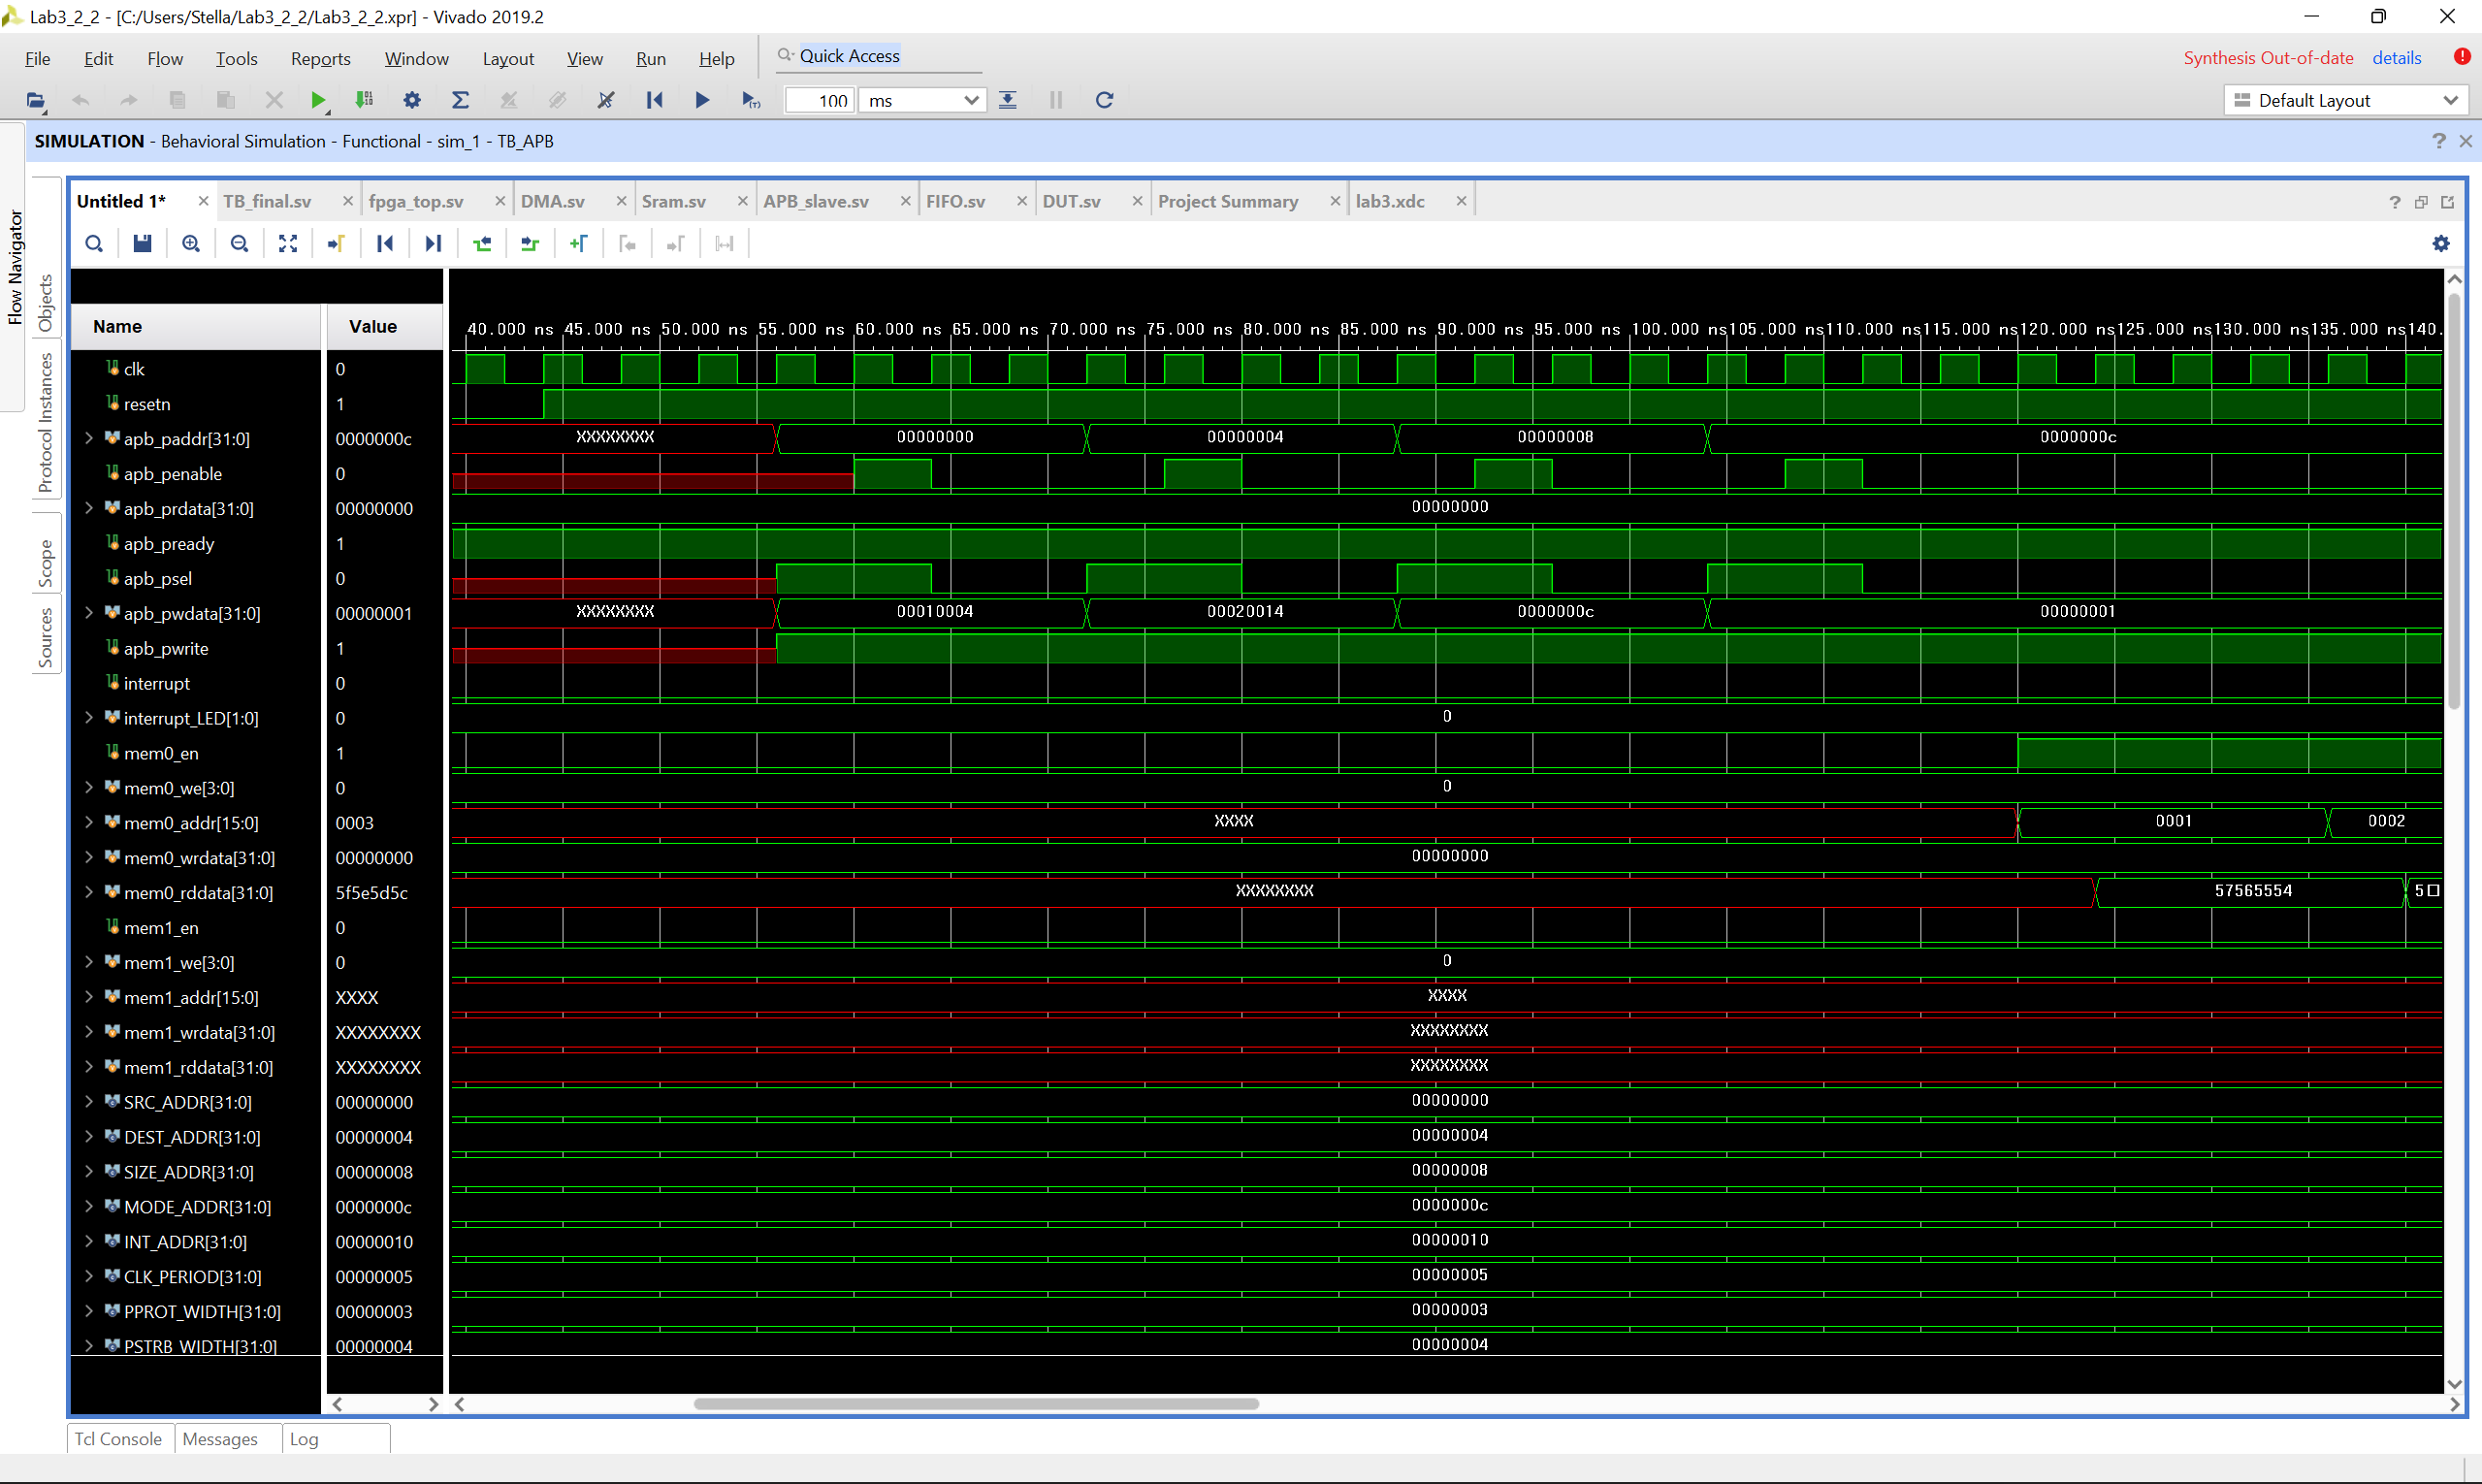 Lab3_2_2 - [C:/Users/Stella/Lab3_2_2/Lab3_2_2.xpr] - Vivado 2019.2
File Edit Flow Tools Reports Window Layout View Run Help Quick Access Synthesis Out-of-date details
100 ms Default Layout
SIMULATION - Behavioral Simulation - Functional - sim_1 - TB_APB
Flow Navigator
Objects
Protocol Instances
Scope
Sources
Untitled 1* TB_final.sv fpga_top.sv DMA.sv Sram.sv APB_slave.sv FIFO.sv DUT.sv Project Summary lab3.xdc
Name Value 40.000 ns 45.000 ns 50.000 ns 55.000 ns 60.000 ns 65.000 ns 70.000 ns 75.000 ns 80.000 ns 85.000 ns 90.000 ns 95.000 ns 100.000 ns 105.000 ns 110.000 ns 115.000 ns 120.000 ns 125.000 ns 130.000 ns 135.000 ns 140.
clk 0
resetn 1
apb_paddr[31:0] 0000000c XXXXXXXX 00000000 00000004 00000008 0000000c
apb_penable 0
apb_prdata[31:0] 00000000 00000000
apb_pready 1
apb_psel 0
apb_pwdata[31:0] 00000001 XXXXXXXX 00010004 00020014 0000000c 00000001
apb_pwrite 1
interrupt 0
interrupt_LED[1:0] 0 0
mem0_en 1
mem0_we[3:0] 0 0
mem0_addr[15:0] 0003 XXXX 0001 0002
mem0_wrdata[31:0] 00000000 00000000
mem0_rddata[31:0] 5f5e5d5c XXXXXXXX 57565554 5
mem1_en 0
mem1_we[3:0] 0 0
mem1_addr[15:0] XXXX XXXX
mem1_wrdata[31:0] XXXXXXXX XXXXXXXX
mem1_rddata[31:0] XXXXXXXX XXXXXXXX
SRC_ADDR[31:0] 00000000 00000000
DEST_ADDR[31:0] 00000004 00000004
SIZE_ADDR[31:0] 00000008 00000008
MODE_ADDR[31:0] 0000000c 0000000c
INT_ADDR[31:0] 00000010 00000010
CLK_PERIOD[31:0] 00000005 00000005
PPROT_WIDTH[31:0] 00000003 00000003
PSTRB_WIDTH[31:0] 00000004 00000004
Tcl Console Messages Log